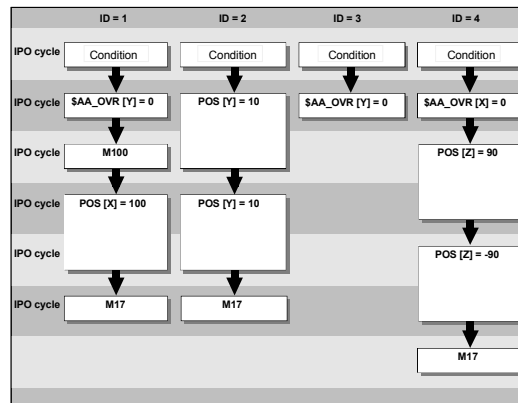 ID = 1 ID = 2 ID = 3 ID = 4
IPO cycle Condition Condition Condition Condition
IPO cycle $AA_OVR [Y] = 0 POS [Y] = 10 $AA_OVR [Y] = 0 $AA_OVR [X] = 0
IPO cycle M100 POS [Z] = 90
IPO cycle POS [X] = 100 POS [Y] = 10
IPO cycle POS [Z] = -90
IPO cycle M17 M17
M17